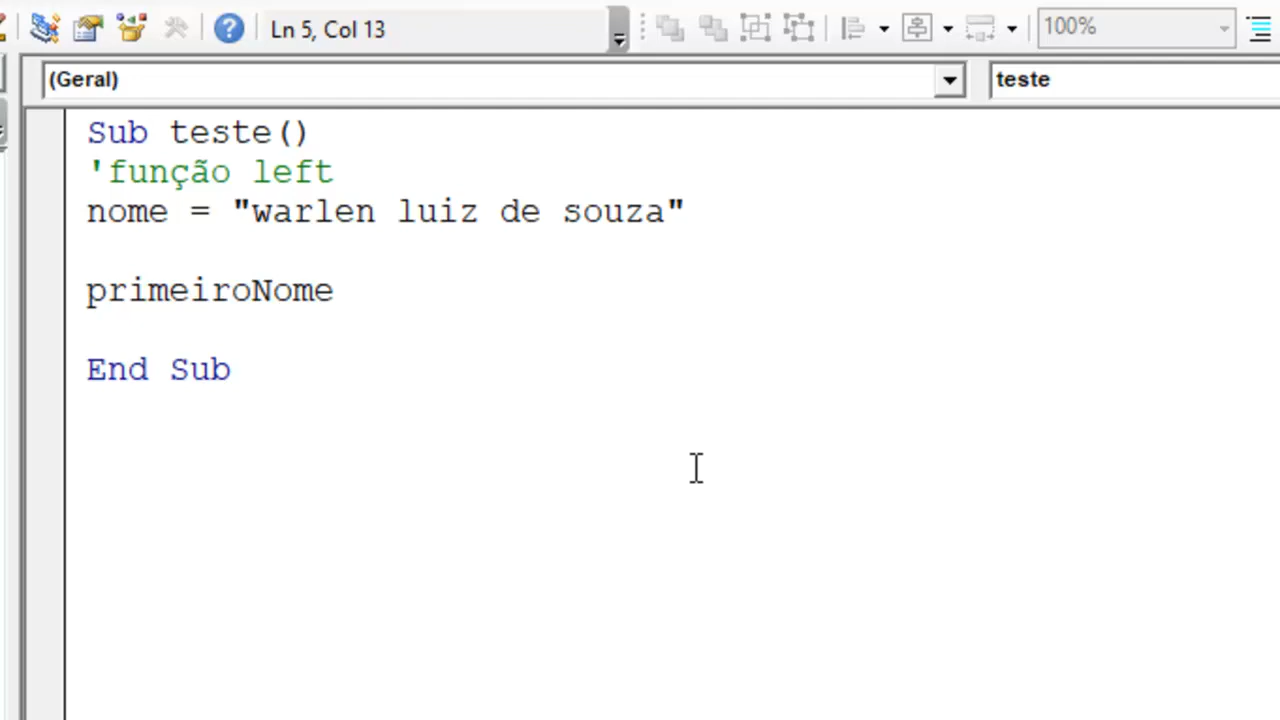 Ln 5, Col 13
100%
(Geral)
teste
Sub teste()
'função left
nome = "warlen luiz de souza"
primeiroNome
End Sub